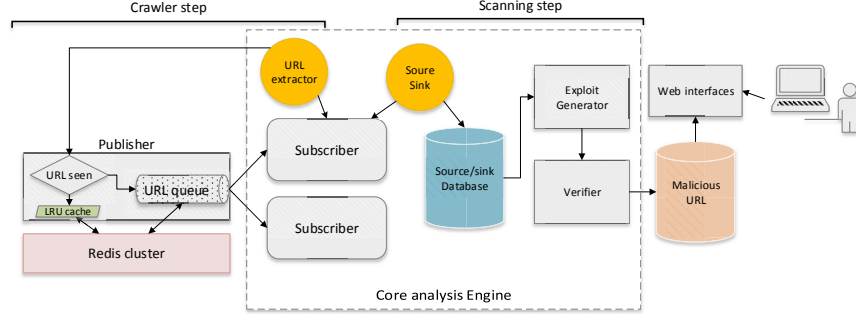 Crawler step
Scanning step
URL
extractor
Soure
Sink
Exploit
Generator
Web interfaces
Publisher
Subscriber
URL seen
URL queue
Source/sink
Database
Verifier
Malicious
URL
LRU cache
Subscriber
Redis cluster
Core analysis Engine